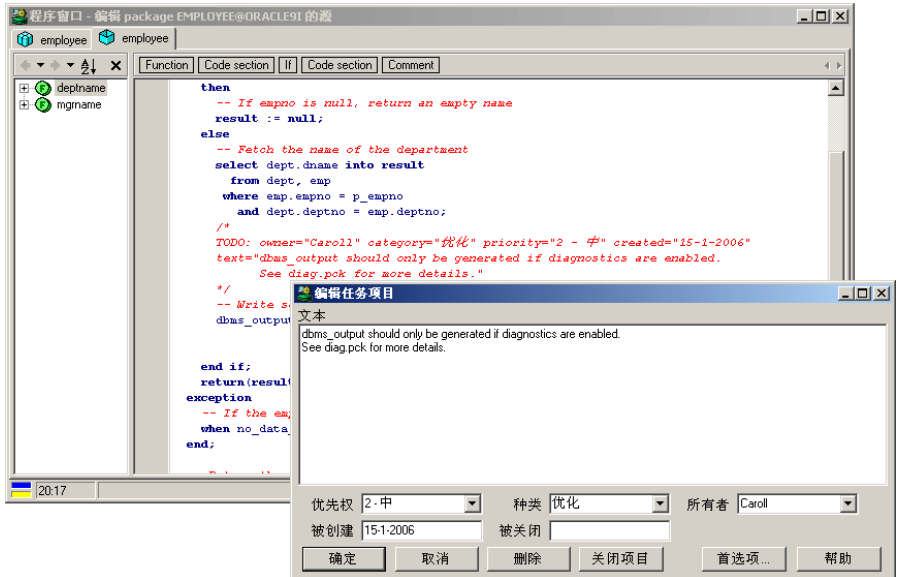 程序窗口 - 编辑 package EMPLOYEE@ORACLE9I 的源
employee employee
Function Code section If Code section Comment
deptname
mgrname
then
-- If empno is null, return an empty name
result := null;
else
-- Fetch the name of the department
select dept.dname into result
from dept, emp
where emp.empno = p_empno
and dept.deptno = emp.deptno;
/*
TODO: owner="Caroll" category="优化" priority="2 - 中" created="15-1-2006"
text="dbms_output should only be generated if diagnostics are enabled.
See diag.pck for more details."
*/
-- Write s
dbms_outpu
end if;
return(resul
exception
-- If the em
when no_data_
end;
20:17
编辑任务项目
文本
dbms_output should only be generated if diagnostics are enabled.
See diag.pck for more details.
优先权 2 - 中 种类 优化 所有者 Caroll
被创建 15-1-2006 被关闭
确定 取消 删除 关闭项目 首选项... 帮助